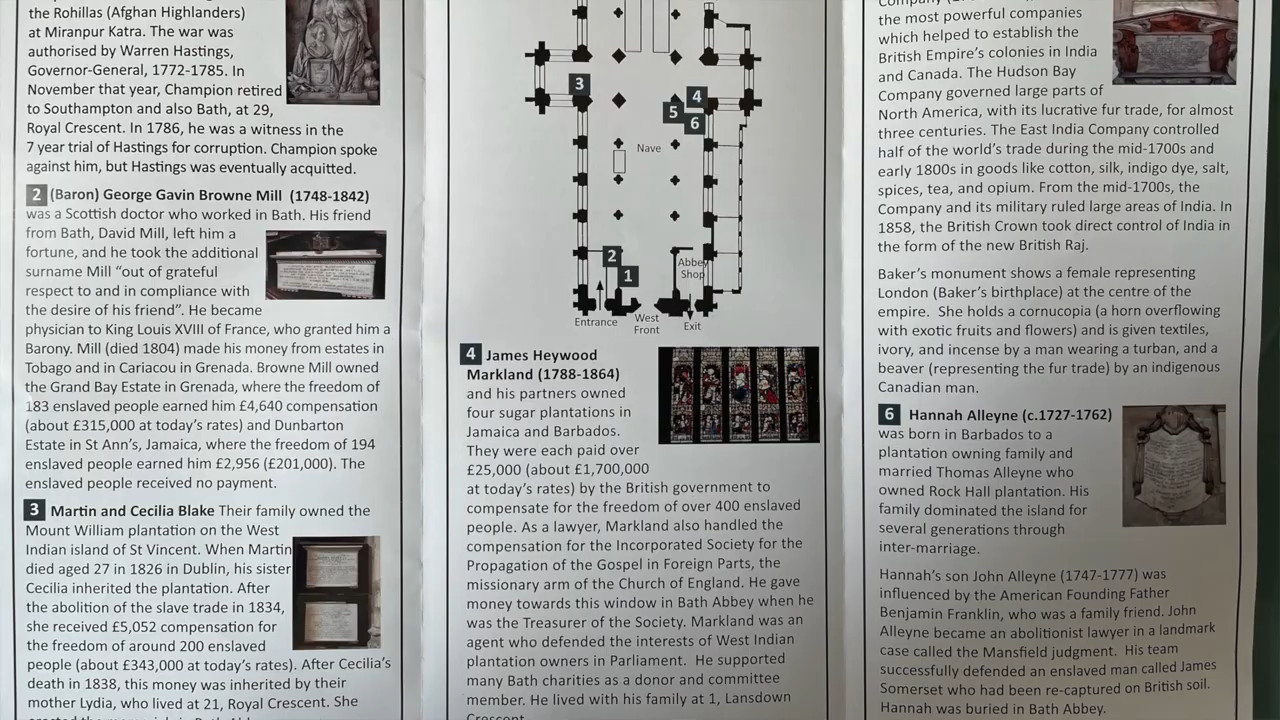 the Rohillas (Afghan Highlanders)
at Miranpur Katra. The war was
authorised by Warren Hastings,
Governor-General, 1772-1785. In
November that year, Champion retired
to Southampton and also Bath, at 29,
Royal Crescent. In 1786, he was a witness in the
7 year trial of Hastings for corruption. Champion spoke
against him, but Hastings was eventually acquitted.
2 (Baron) George Gavin Browne Mill (1748-1842)
was a Scottish doctor who worked in Bath. His friend
from Bath, David Mill, left him a
fortune, and he took the additional
surname Mill “out of grateful
respect to and in compliance with
the desire of his friend”. He became
physician to King Louis XVIII of France, who granted him a
baronetcy. Mill (died 1804) made his money from estates in
Tobago and in Cariacou in Grenada. Browne Mill owned
the Grand Bay Estate in Grenada, where the freedom of
183 enslaved people earned him £4,640 compensation
(about £315,000 at today’s rates) and Dunbarton
Estate in St Ann’s, Jamaica, where the freedom of 194
enslaved people earned him £2,956 (£201,000). The
enslaved people received no payment.
3 Martin and Cecilia Blake Their family owned the
Mount William plantation on the West
Indian island of St Vincent. When Martin
died aged 27 in 1826 in Dublin, his sister
Cecilia inherited the plantation. After
the abolition of the slave trade in 1834,
she received £5,052 compensation for
the freedom of around 200 enslaved
people (about £343,000 at today’s rates). After Cecilia’s
death in 1838, this money was inherited by their
mother Lydia, who lived at 21, Royal Crescent. She
3
4
5
6
Nave
2
1
Abbey
Shop
Entrance
West
Front
Exit
4 James Heywood
Markland (1788-1864)
and his partners owned
four sugar plantations in
Jamaica and Barbados.
They were each paid over
£25,000 (about £1,700,000
at today’s rates) by the British government to
compensate for the freedom of over 400 enslaved
people. As a lawyer, Markland also handled the
compensation for the Incorporated Society for the
Propagation of the Gospel in Foreign Parts, the
missionary arm of the Church of England. He gave
money towards this window in Bath Abbey when he
was the Treasurer of the Society. Markland was an
agent who defended the interests of West Indian
plantation owners in Parliament. He supported
many Bath charities as a donor and committee
member. He lived with his family at 1, Lansdown
Crescent.
Company
the most powerful companies
which helped to establish the
British Empire’s colonies in India
and Canada. The Hudson Bay
Company governed large parts of
North America, with its lucrative fur trade, for almost
three centuries. The East India Company controlled
half of the world’s trade during the mid-1700s and
early 1800s in goods like cotton, silk, indigo dye, salt,
spices, tea, and opium. From the mid-1700s, the
Company and its military ruled large areas of India. In
1858, the British Crown took direct control of India in
the form of the new British Raj.
Baker’s monument shows a female representing
London (Baker’s birthplace) at the centre of the
empire. She holds a cornucopia (a horn overflowing
with exotic fruits and flowers) and is given textiles,
ivory, and incense by a man wearing a turban, and a
beaver (representing the fur trade) by an indigenous
Canadian man.
6 Hannah Alleyne (c.1727-1762)
was born in Barbados to a
plantation owning family and
married Thomas Alleyne who
owned Rock Hall plantation. His
family dominated the island for
several generations through
inter-marriage.
Hannah’s son John Alleyne (1747-1777) was
influenced by the American Founding Father
Benjamin Franklin, who was a family friend. John
Alleyne became an abolitionist lawyer in a landmark
case called the Mansfield judgment. His team
successfully defended an enslaved man called James
Somerset who had been re-captured on British soil.
Hannah was buried in Bath Abbey.